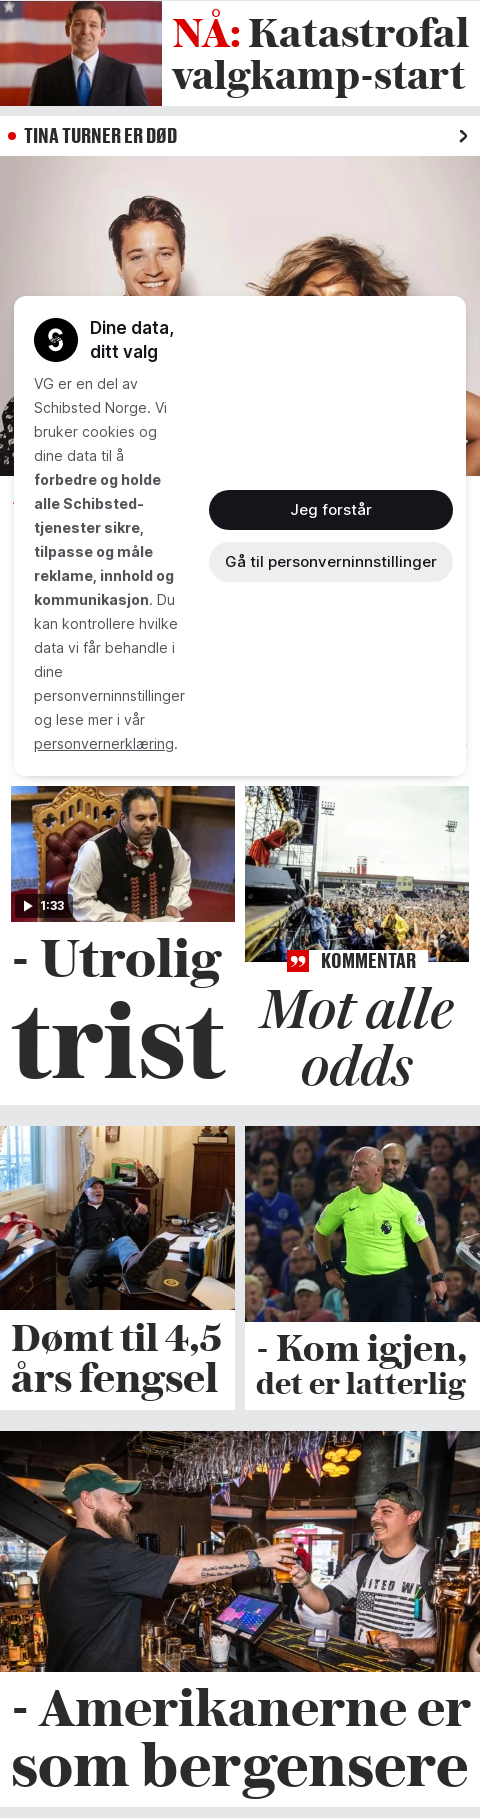 NÅ: Katastrofal
valgkamp-start
TINA TURNER ER DØD
Dine data,
ditt valg
VG er en del av
Schibsted Norge. Vi
bruker cookies og
dine data til å
forbedre og holde
alle Schibsted-
tjenester sikre,
tilpasse og måle
reklame, innhold og
kommunikasjon. Du
kan kontrollere hvilke
data vi får behandle i
dine
personverninnstillinger
og lese mer i vår
personvernerklæring.
Jeg forstår
Gå til personverninnstillinger
1:33
- Utrolig
trist
KOMMENTAR
Mot alle
odds
Dømt til 4,5
års fengsel
- Kom igjen,
det er latterlig
UNITED W
- Amerikanerne er
som bergensere